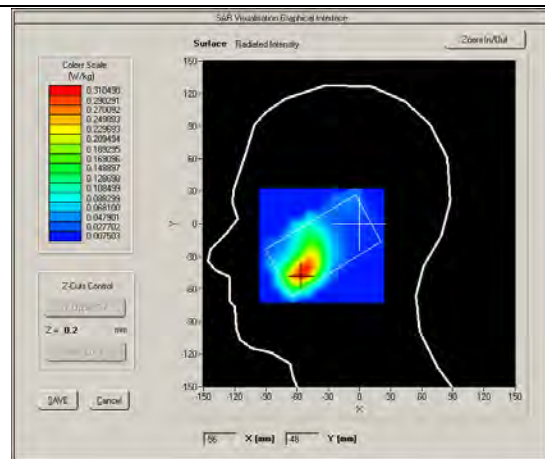 SAR Visualisation Graphical Interface
Surface Radiated Intensity
Zoom In/Out
Colors Scale
(W/kg)
0.310490
0.290291
0.270092
0.249893
0.229693
0.209494
0.189295
0.169096
0.148897
0.128698
0.108499
0.088299
0.068100
0.047901
0.027702
0.007503
150
120
90
60
30
Y
0
-30
-60
-90
-120
150
-150 -120 -90 -60 -30 0 30 60 90 120 150
X
Z-Cuts Control
Z = 0.2 mm
SAVE Cancel
-56 X (mm) -48 Y (mm)